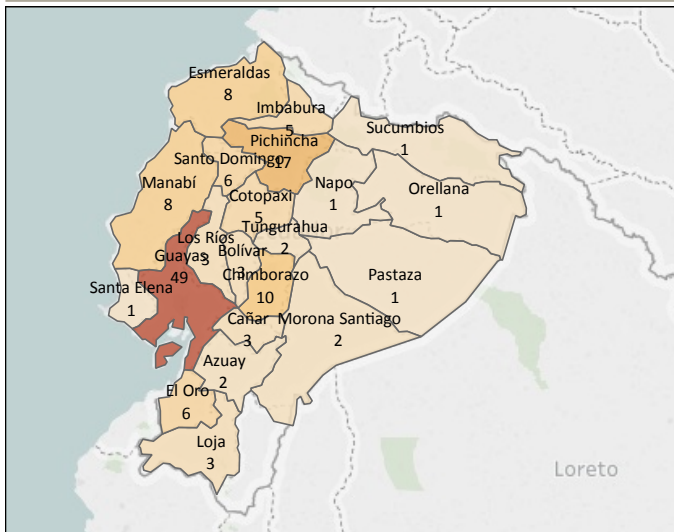 Esmeraldas
8
Imbabura
5
Pichincha
17
Sucumbios
1
Santo Domingo
6
Manabí
8
Napo
1
Orellana
1
Cotopaxi
5
Tungurahua
2
Los Ríos
3
Bolívar
3
Guayas
49
Chimborazo
10
Pastaza
1
Santa Elena
1
Cañar
3
Morona Santiago
2
Azuay
2
El Oro
6
Loja
3
Loreto